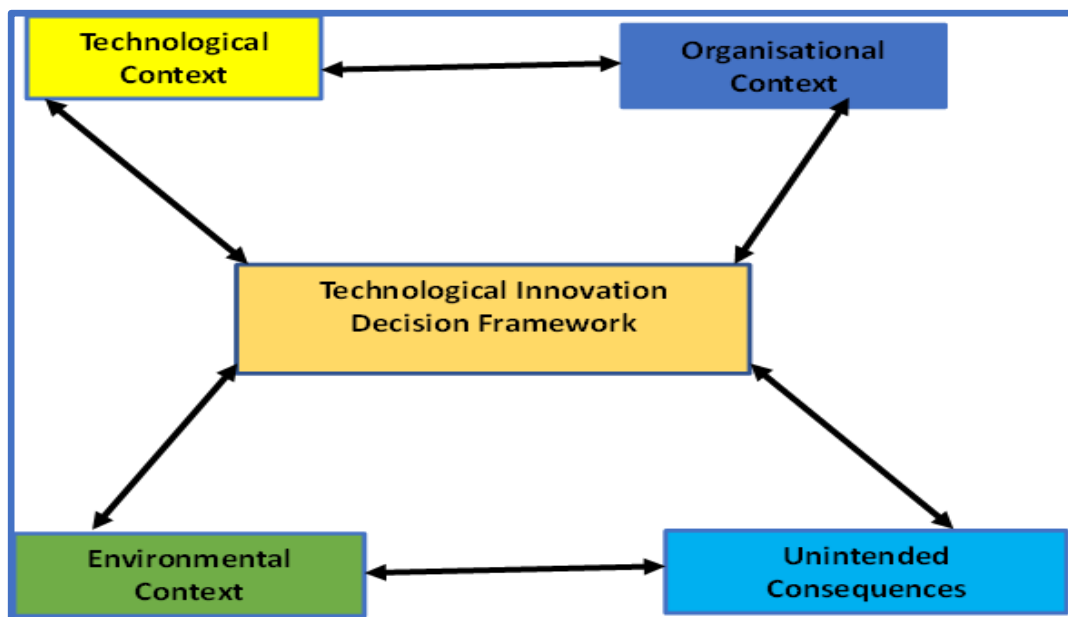 Technological
Context
Organisational
Context
Technological Innovation
Decision Framework
Environmental
Context
Unintended
Consequences